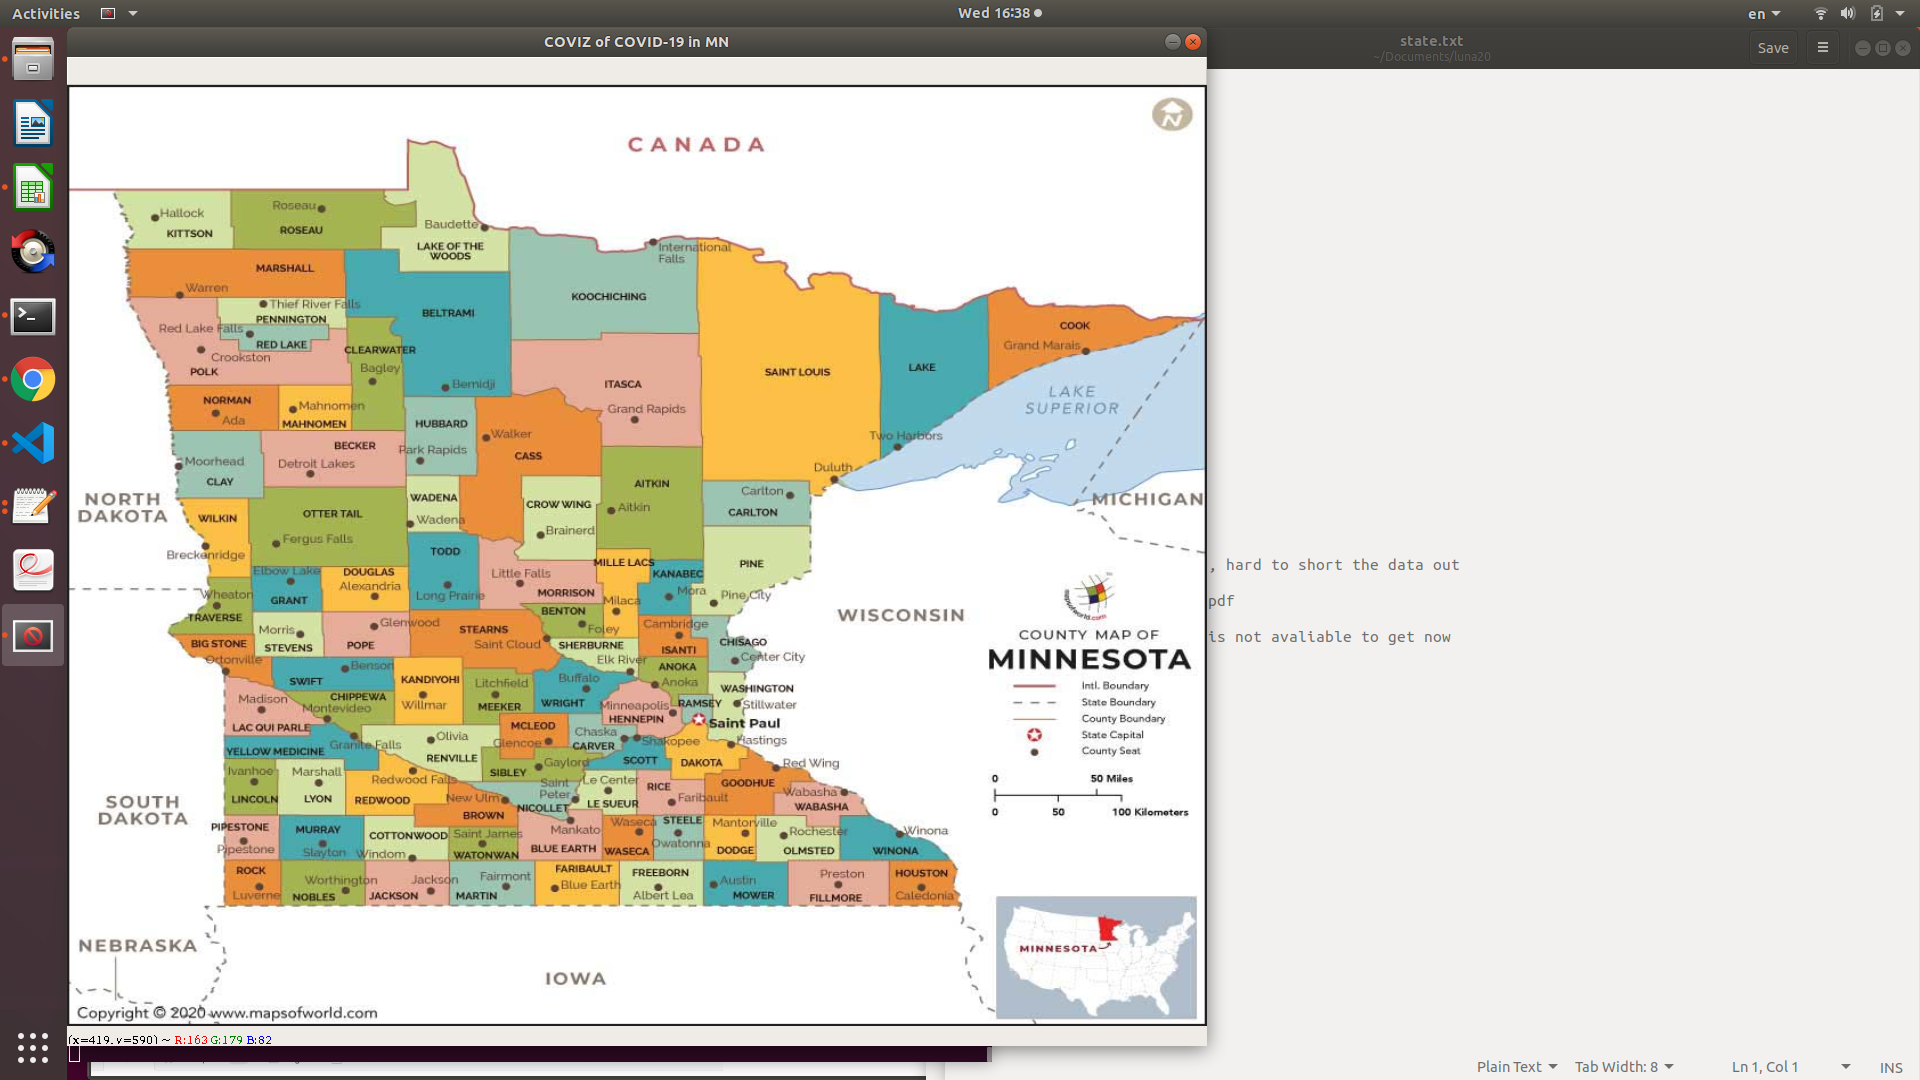 Activities
Wed 16:38
en
COVIZ of COVID-19 in MN
state.txt
~/Documents/luna20
Save
CANADA
N
Hallock
KITTSON
Roseau
ROSEAU
Baudette
LAKE OF THE
WOODS
International
Falls
MARSHALL
Warren
KOOCHICHING
Thief River Falls
PENNINGTON
BELTRAMI
Red Lake Falls
RED LAKE
Crookston
POLK
CLEARWATER
Bagley
Bemidji
ITASCA
Grand Rapids
SAINT LOUIS
LAKE
COOK
Grand Marais
LAKE
SUPERIOR
NORMAN
Ada
Mahnomen
MAHNOMEN
HUBBARD
Park Rapids
Walker
CASS
Two Harbors
BECKER
Detroit Lakes
Moorhead
CLAY
Duluth
AITKIN
Aitkin
Carlton
CARLTON
MICHIGAN
NORTH
DAKOTA
WADENA
Wadena
CROW WING
Brainerd
WILKIN
Breckenridge
OTTER TAIL
Fergus Falls
TODD
Long Prairie
PINE
Pine City
MILLE LACS
Milaca
KANABEC
Mora
Elbow Lake
GRANT
DOUGLAS
Alexandria
Little Falls
MORRISON
Wheaton
TRAVERSE
BENTON
Foley
WISCONSIN
BIG STONE
Ortonville
Morris
STEVENS
Glenwood
POPE
STEARNS
Saint Cloud
SHERBURNE
Elk River
Cambridge
ISANTI
CHISAGO
Center City
ANOKA
Anoka
SWIFT
Benson
KANDIYOHI
Willmar
Litchfield
MEEKER
Buffalo
WRIGHT
WASHINGTON
Stillwater
Madison
LAC QUI PARLE
CHIPPEWA
Montevideo
Minneapolis
HENNEPIN
RAMSEY
Saint Paul
MCLEOD
Glencoe
Chaska
CARVER
Shakopee
SCOTT
Hastings
DAKOTA
YELLOW MEDICINE
Granite Falls
Olivia
RENVILLE
SIBLEY
Gaylord
Red Wing
GOODHUE
Ivanhoe
LINCOLN
Marshall
LYON
Redwood Falls
REDWOOD
New Ulm
BROWN
Saint
Peter
NICOLLET
Le Center
LE SUEUR
RICE
Faribault
Wabasha
WABASHA
SOUTH
DAKOTA
PIPESTONE
Pipestone
MURRAY
Slayton
COTTONWOOD
Windom
Saint James
WATONWAN
Mankato
BLUE EARTH
Waseca
WASECA
STEELE
Owatonna
Mantorville
DODGE
Rochester
OLMSTED
Winona
WINONA
ROCK
Luverne
Worthington
NOBLES
Jackson
JACKSON
Fairmont
MARTIN
FARIBAULT
Blue Earth
FREEBORN
Albert Lea
Austin
MOWER
Preston
FILLMORE
HOUSTON
Caledonia
NEBRASKA
IOWA
mapsofworld.com
COUNTY MAP OF
MINNESOTA
Intl. Boundary
State Boundary
County Boundary
State Capital
County Seat
0 50 Miles
0 50 100 Kilometers
MINNESOTA
Copyright © 2020 www.mapsofworld.com
(x=419, y=590) ~ R:163 G:179 B:82
, hard to short the data out
pdf
is not avaliable to get now
Plain Text
Tab Width: 8
Ln 1, Col 1
INS